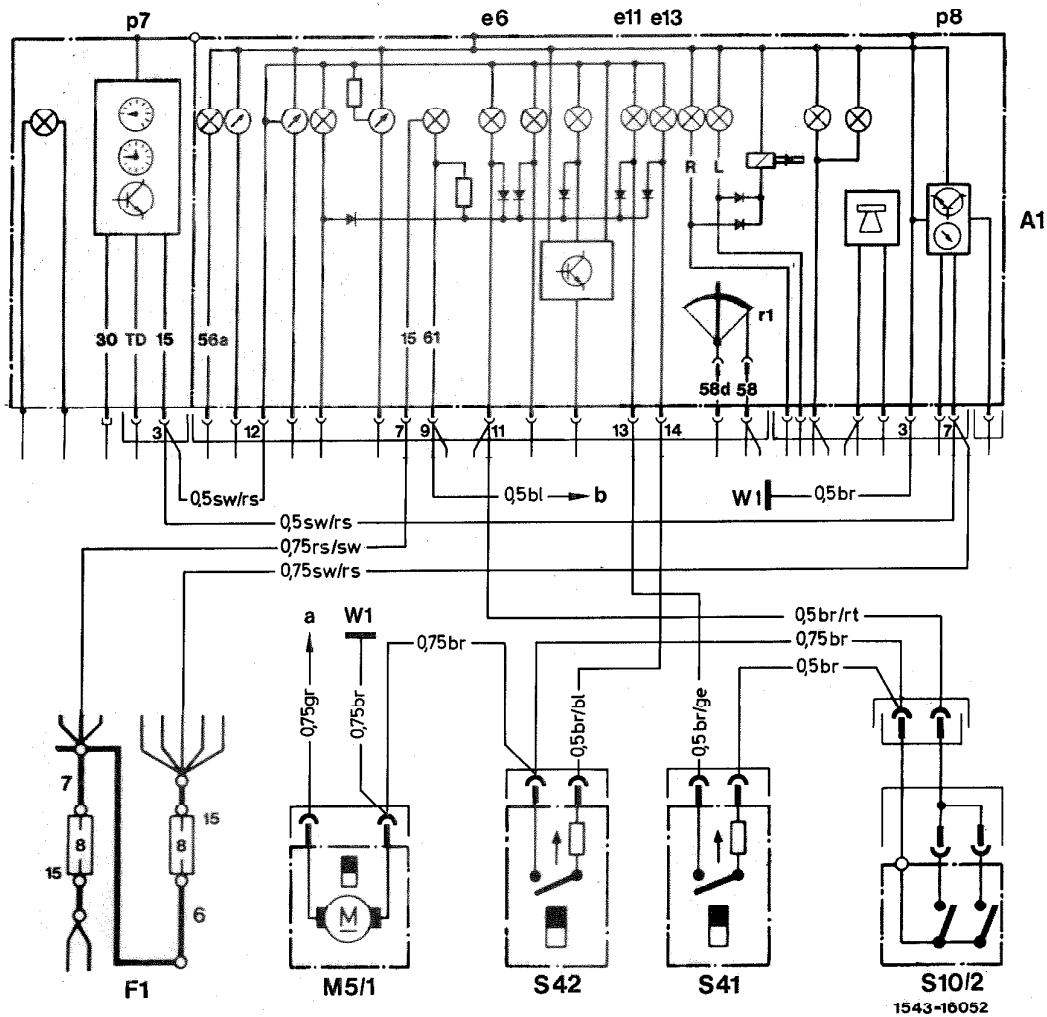 p7 e6 e11 e13 p8
R L
A1
r1
30 TD 15 56a 15 61
58d 58
3 12 7 9 11 13 14 3 7
0,5sw/rs 0,5bl b W1 0,5br
0,5sw/rs
0,75rs/sw
0,75sw/rs
a W1 0,5br/rt
0,75br 0,75br
0,5br
0,75gr 0,75br 0,5br/bl 0,5br/ge
7
15
8 8
15
6
M
F1 M5/1 S42 S41 S10/2
1543-16052